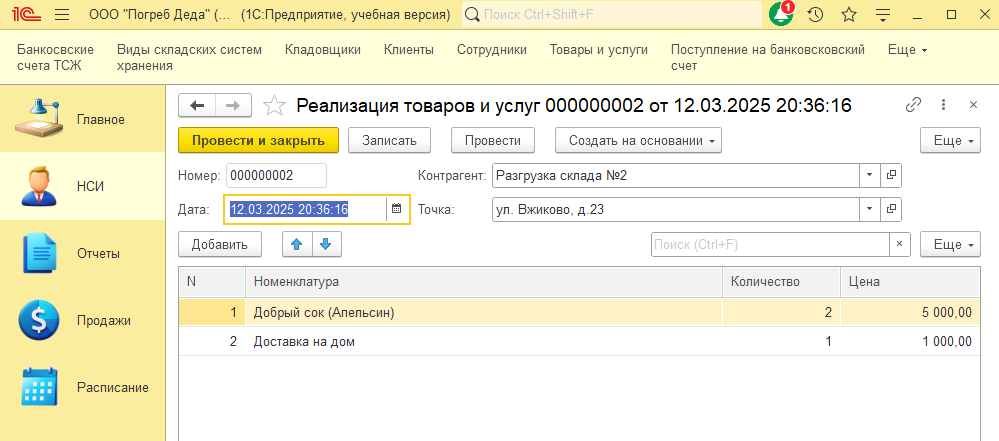 1С ООО "Погреб Деда" (... (1С:Предприятие, учебная версия) Поиск Ctrl+Shift+F 1
Банковские счета ТСЖ Виды складских систем хранения Кладовщики Клиенты Сотрудники Товары и услуги Поступление на банковсковский счет Еще
Главное
НСИ
Отчеты
Продажи
Расписание
Реализация товаров и услуг 000000002 от 12.03.2025 20:36:16
Провести и закрыть Записать Провести Создать на основании Еще
Номер: 000000002 Контрагент: Разгрузка склада №2
Дата: 12.03.2025 20:36:16 Точка: ул. Вжиково, д.23
Добавить Поиск (Ctrl+F) × Еще
N Номенклатура Количество Цена
1 Добрый сок (Апельсин) 2 5 000,00
2 Доставка на дом 1 1 000,00